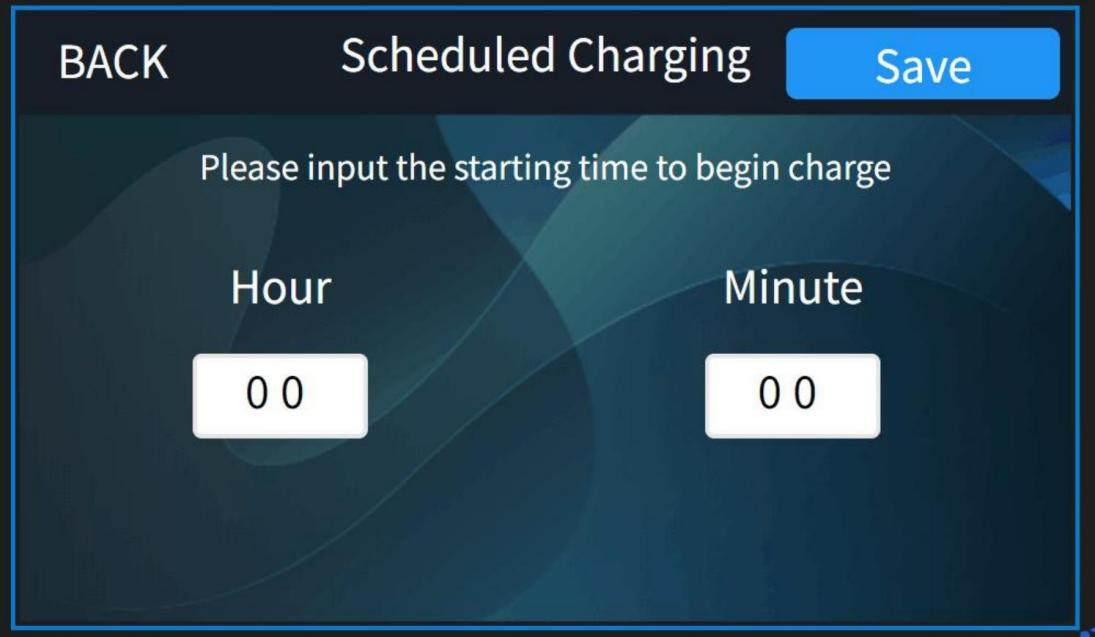 BACK
Scheduled Charging
Save
Please input the starting time to begin charge
Hour
Minute
0 0
0 0